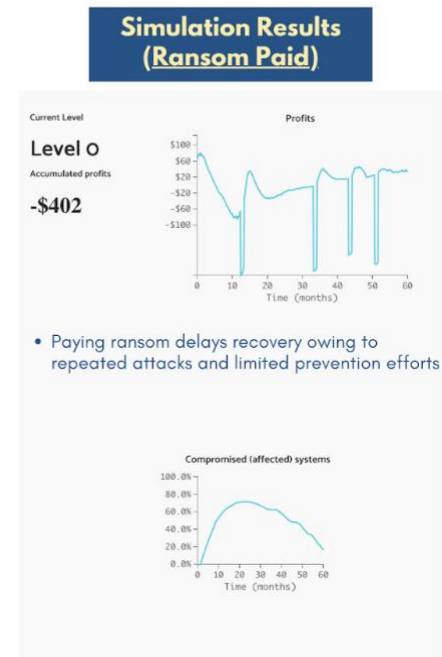 Simulation Results
(Ransom Paid)
Current Level
Level 0
Accumulated profits
-$402
Profits
$100
$60
$20
-$20
-$60
-$100
0 10 20 30 40 50 60
Time (months)
• Paying ransom delays recovery owing to
repeated attacks and limited prevention efforts
Compromised (affected) systems
100.0%
80.0%
60.0%
40.0%
20.0%
0.0%
0 10 20 30 40 50 60
Time (months)